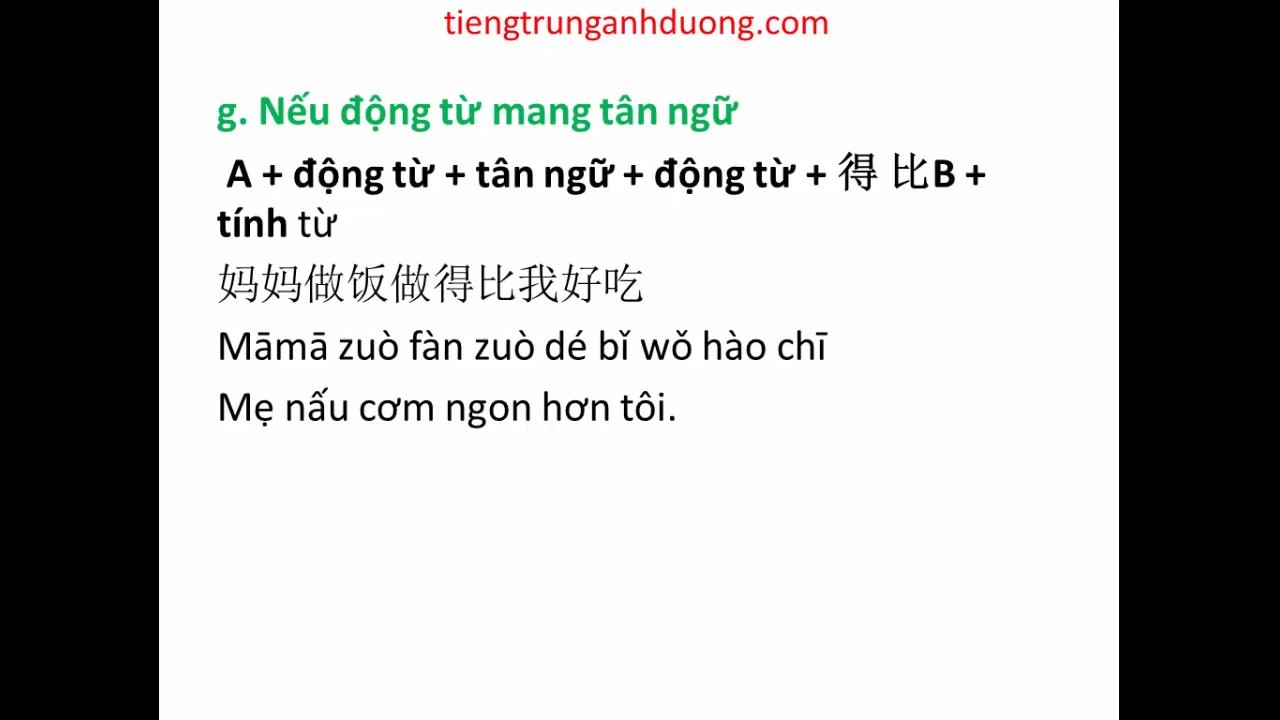 tiengtrunganhduong.com
g. Nếu động từ mang tân ngữ
A + động từ + tân ngữ + động từ + 得 比B +
tính từ
妈妈做饭做得比我好吃
Māmā zuò fàn zuò dé bǐ wǒ hào chī
Mẹ nấu cơm ngon hơn tôi.